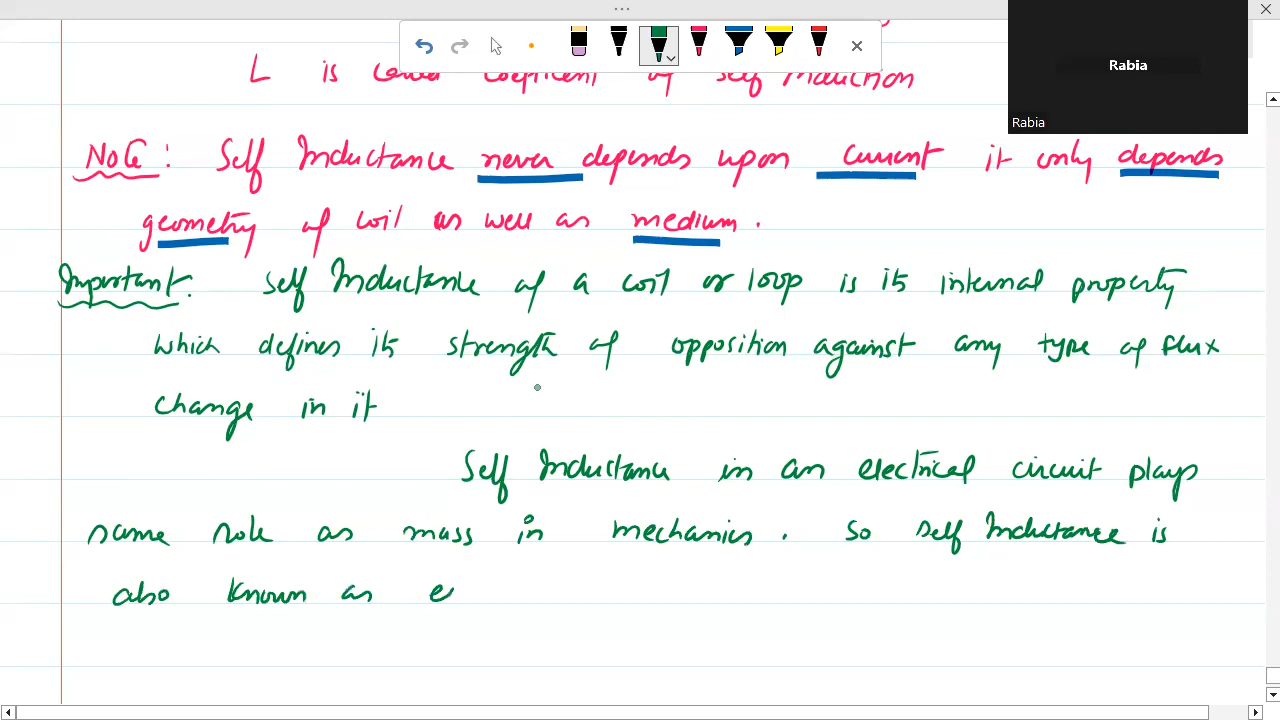 L is called coefficient of self Induction
Rabia
Rabia
Note: Self Inductance never depends upon current it only depends
geometry of coil as well as medium.
Important: Self Inductance of a coil or loop is its internal property
which defines its strength of opposition against any type of flux
change in it
Self Inductance in an electrical circuit plays
same role as mass in mechanics. So self Inductance is
also known as e